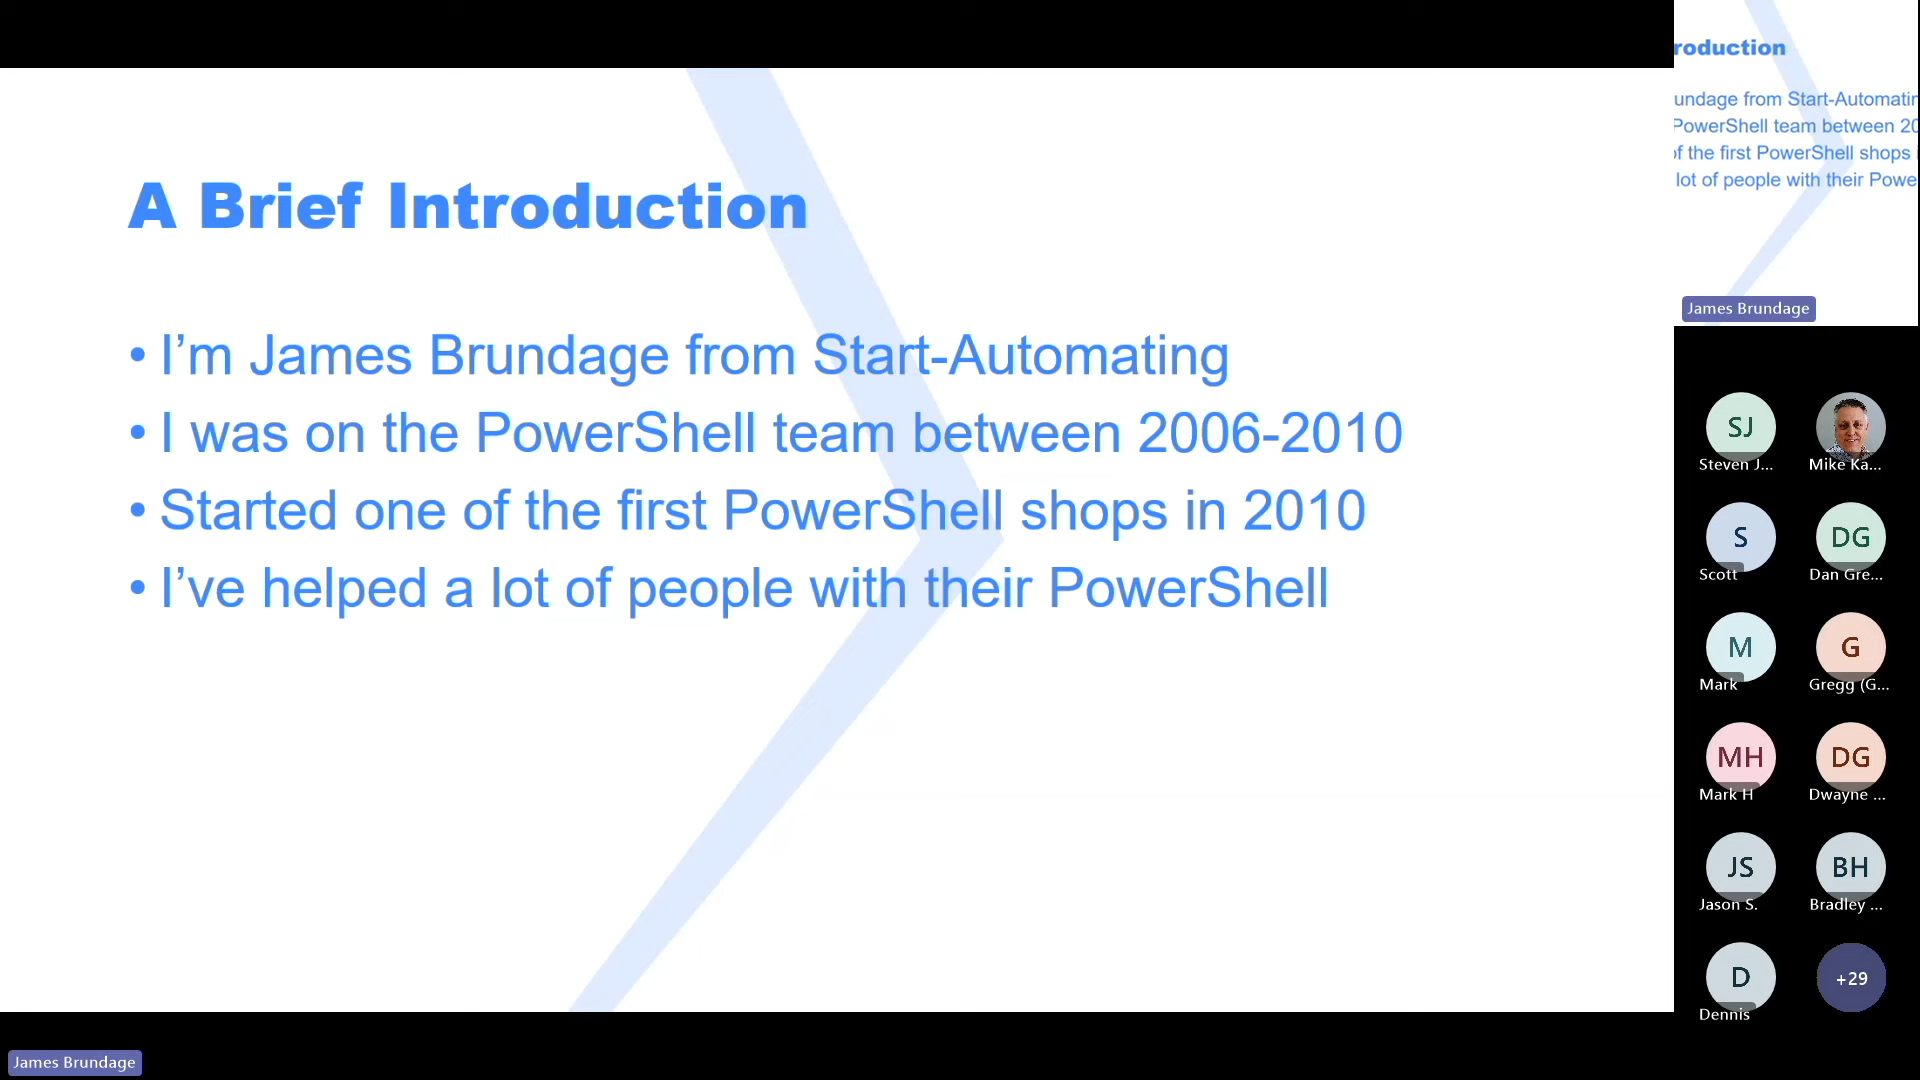 A Brief Introduction
• I’m James Brundage from Start-Automating
• I was on the PowerShell team between 2006-2010
• Started one of the first PowerShell shops in 2010
• I’ve helped a lot of people with their PowerShell
James Brundage
roduction
undage from Start-Automatin
PowerShell team between 20
of the first PowerShell shops i
lot of people with their Powe
James Brundage
SJ
Steven J...
Mike Ka...
S
Scott
DG
Dan Gre...
M
Mark
G
Gregg (G...
MH
Mark H
DG
Dwayne ...
JS
Jason S.
BH
Bradley ...
D
Dennis
+29